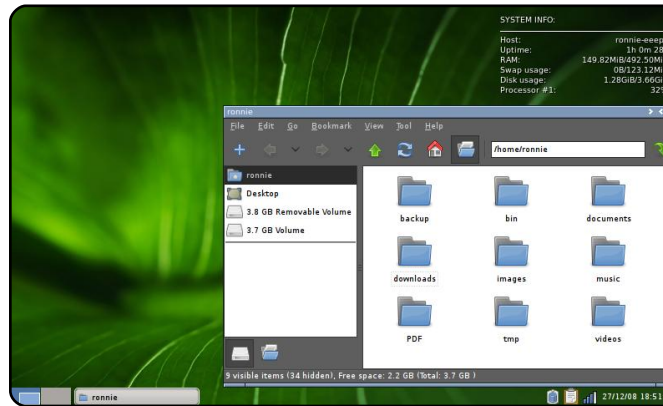 SYSTEM INFO:
Host: ronnie-eeep
Uptime: 1h 0m 28
RAM: 149.82MiB/492.50Mi
Swap usage: 0B/123.12Mi
Disk usage: 1.28GiB/3.66Gi
Processor #1: 32%
ronnie
File Edit Go Bookmark View Tool Help
/home/ronnie
ronnie
Desktop
3.8 GB Removable Volume
3.7 GB Volume
backup bin documents
downloads images music
PDF tmp videos
9 visible items (34 hidden), Free space: 2.2 GB (Total: 3.7 GB )
ronnie 27/12/08 18:51